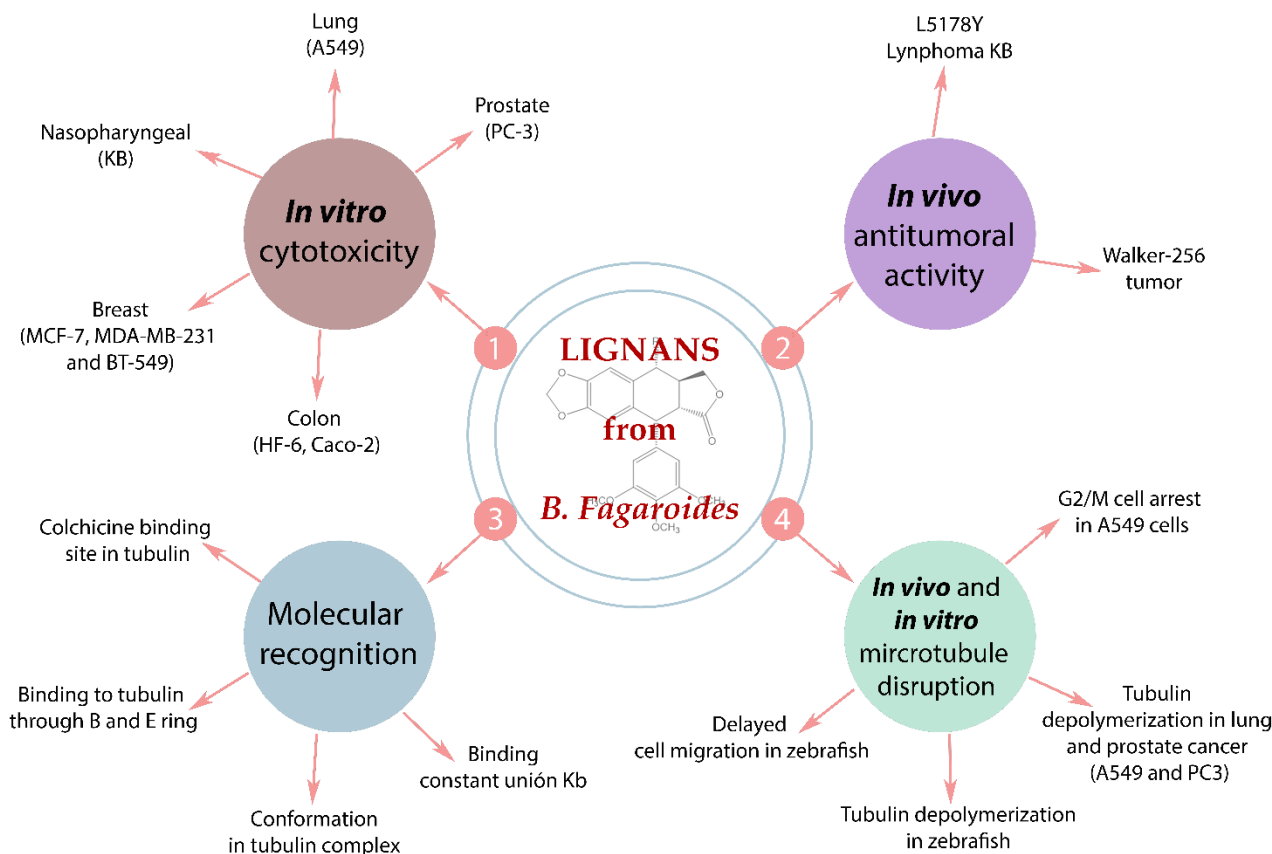 Lung
(A549)
Prostate
(PC-3)
Nasopharyngeal
(KB)
In vitro
cytotoxicity
Breast
(MCF-7, MDA-MB-231
and BT-549)
Colon
(HF-6, Caco-2)
1
L5178Y
Lymphoma KB
In vivo
antitumoral
activity
Walker-256
tumor
2
LIGNANS
from
B. Fagaroides
O
O
O
O
H₃CO
OCH₃
OCH₃
3
Colchicine binding
site in tubulin
Molecular
recognition
Binding to tubulin
through B and E ring
Conformation
in tubulin complex
Binding
constant unión Kb
4
G2/M cell arrest
in A549 cells
In vivo and
in vitro
mircrotubule
disruption
Delayed
cell migration in zebrafish
Tubulin
depolymerization in lung
and prostate cancer
(A549 and PC3)
Tubulin depolymerization
in zebrafish